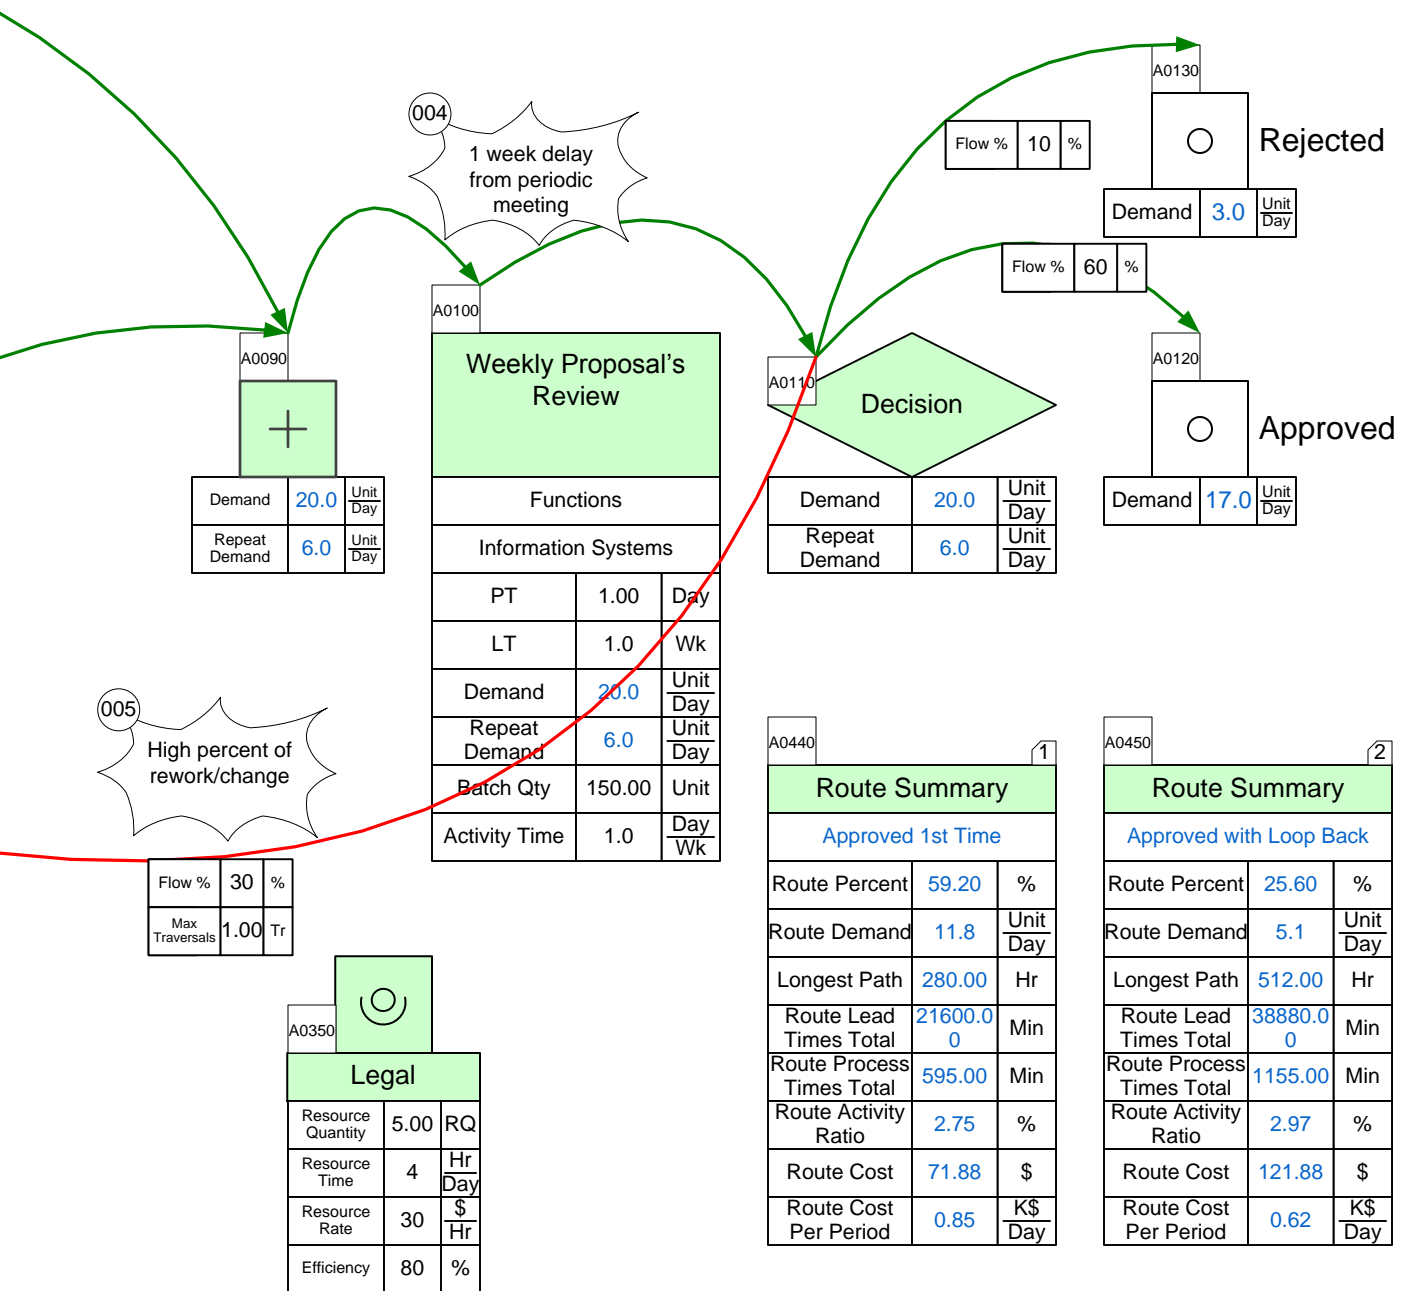 A0130
Flow % 10 %
Rejected
Demand 3.0 Unit
Day
004
1 week delay
from periodic
meeting
Flow % 60 %
A0090
Demand 20.0 Unit
Day
Repeat
Demand 6.0 Unit
Day
A0100
Weekly Proposal's
Review
Functions
Information Systems
PT 1.00 Day
LT 1.0 Wk
Demand 20.0 Unit
Day
Repeat
Demand 6.0 Unit
Day
Batch Qty 150.00 Unit
Activity Time 1.0 Day
Wk
A0110
Decision
Demand 20.0 Unit
Day
Repeat
Demand 6.0 Unit
Day
A0120
Approved
Demand 17.0 Unit
Day
005
High percent of
rework/change
Flow % 30 %
Max
Traversals 1.00 Tr
A0350
Legal
Resource
Quantity 5.00 RQ
Resource
Time 4 Hr
Day
Resource
Rate 30 $
Hr
Efficiency 80 %
A0440
1
Route Summary
Approved 1st Time
Route Percent 59.20 %
Route Demand 11.8 Unit
Day
Longest Path 280.00 Hr
Route Lead
Times Total 21600.0
0 Min
Route Process
Times Total 595.00 Min
Route Activity
Ratio 2.75 %
Route Cost 71.88 $
Route Cost
Per Period 0.85 K$
Day
A0450
2
Route Summary
Approved with Loop Back
Route Percent 25.60 %
Route Demand 5.1 Unit
Day
Longest Path 512.00 Hr
Route Lead
Times Total 38880.0
0 Min
Route Process
Times Total 1155.00 Min
Route Activity
Ratio 2.97 %
Route Cost 121.88 $
Route Cost
Per Period 0.62 K$
Day